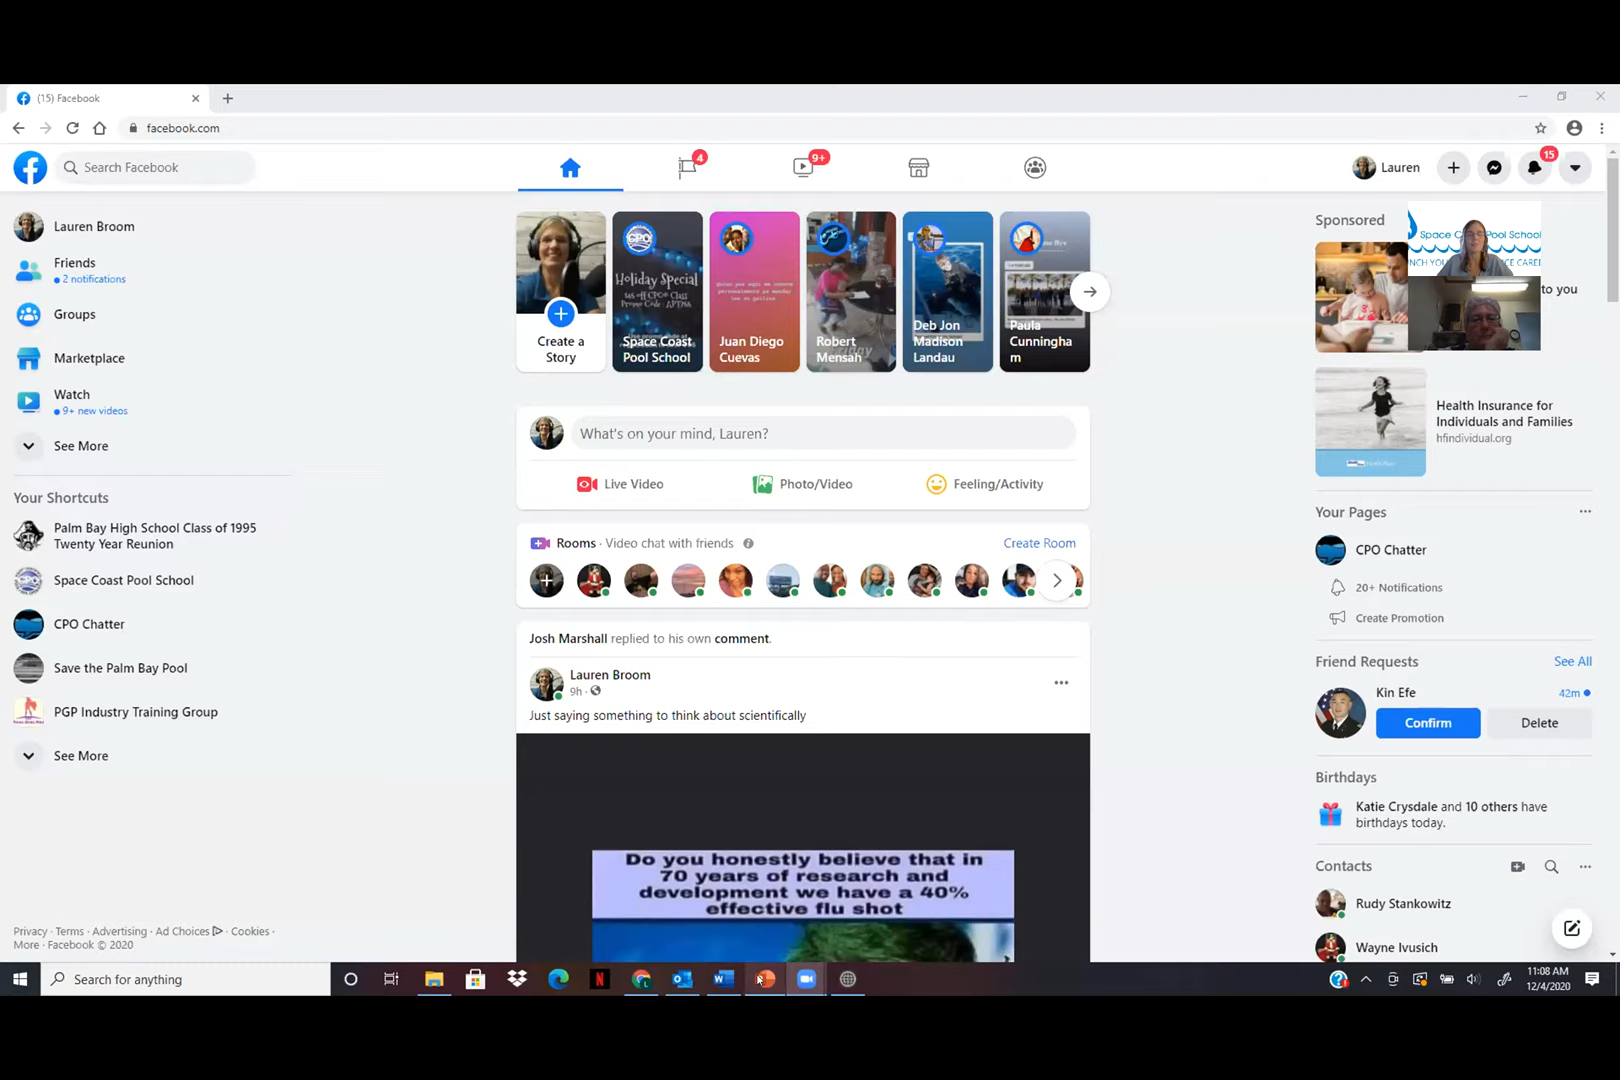 (15) Facebook
facebook.com
Search Facebook
4
9+
Lauren
15
Lauren Broom
Friends
2 notifications
Groups
Marketplace
Watch
9+ new videos
See More
Your Shortcuts
Palm Bay High School Class of 1995
Twenty Year Reunion
Space Coast Pool School
CPO Chatter
Save the Palm Bay Pool
PGP Industry Training Group
See More
Privacy · Terms · Advertising · Ad Choices · Cookies ·
More · Facebook © 2020
Create a
Story
CPO
Holiday Special
$65 off CPO® Class
Space Coast
Pool School
Juan Diego
Cuevas
Robert
Mensah
Deb Jon
Madison
Landau
Paula
Cunningha
m
What's on your mind, Lauren?
Live Video
Photo/Video
Feeling/Activity
Rooms · Video chat with friends
Create Room
Josh Marshall replied to his own comment.
Lauren Broom
9h ·
Just saying something to think about scientifically
Do you honestly believe that in
70 years of research and
development we have a 40%
effective flu shot
Sponsored
Pool School
to you
Health Insurance for
Individuals and Families
hfindividual.org
Your Pages
CPO Chatter
20+ Notifications
Create Promotion
Friend Requests
See All
Kin Efe
42m
Confirm
Delete
Birthdays
Katie Crysdale and 10 others have
birthdays today.
Contacts
Rudy Stankowitz
Wayne Ivusich
Search for anything
11:08 AM
12/4/2020